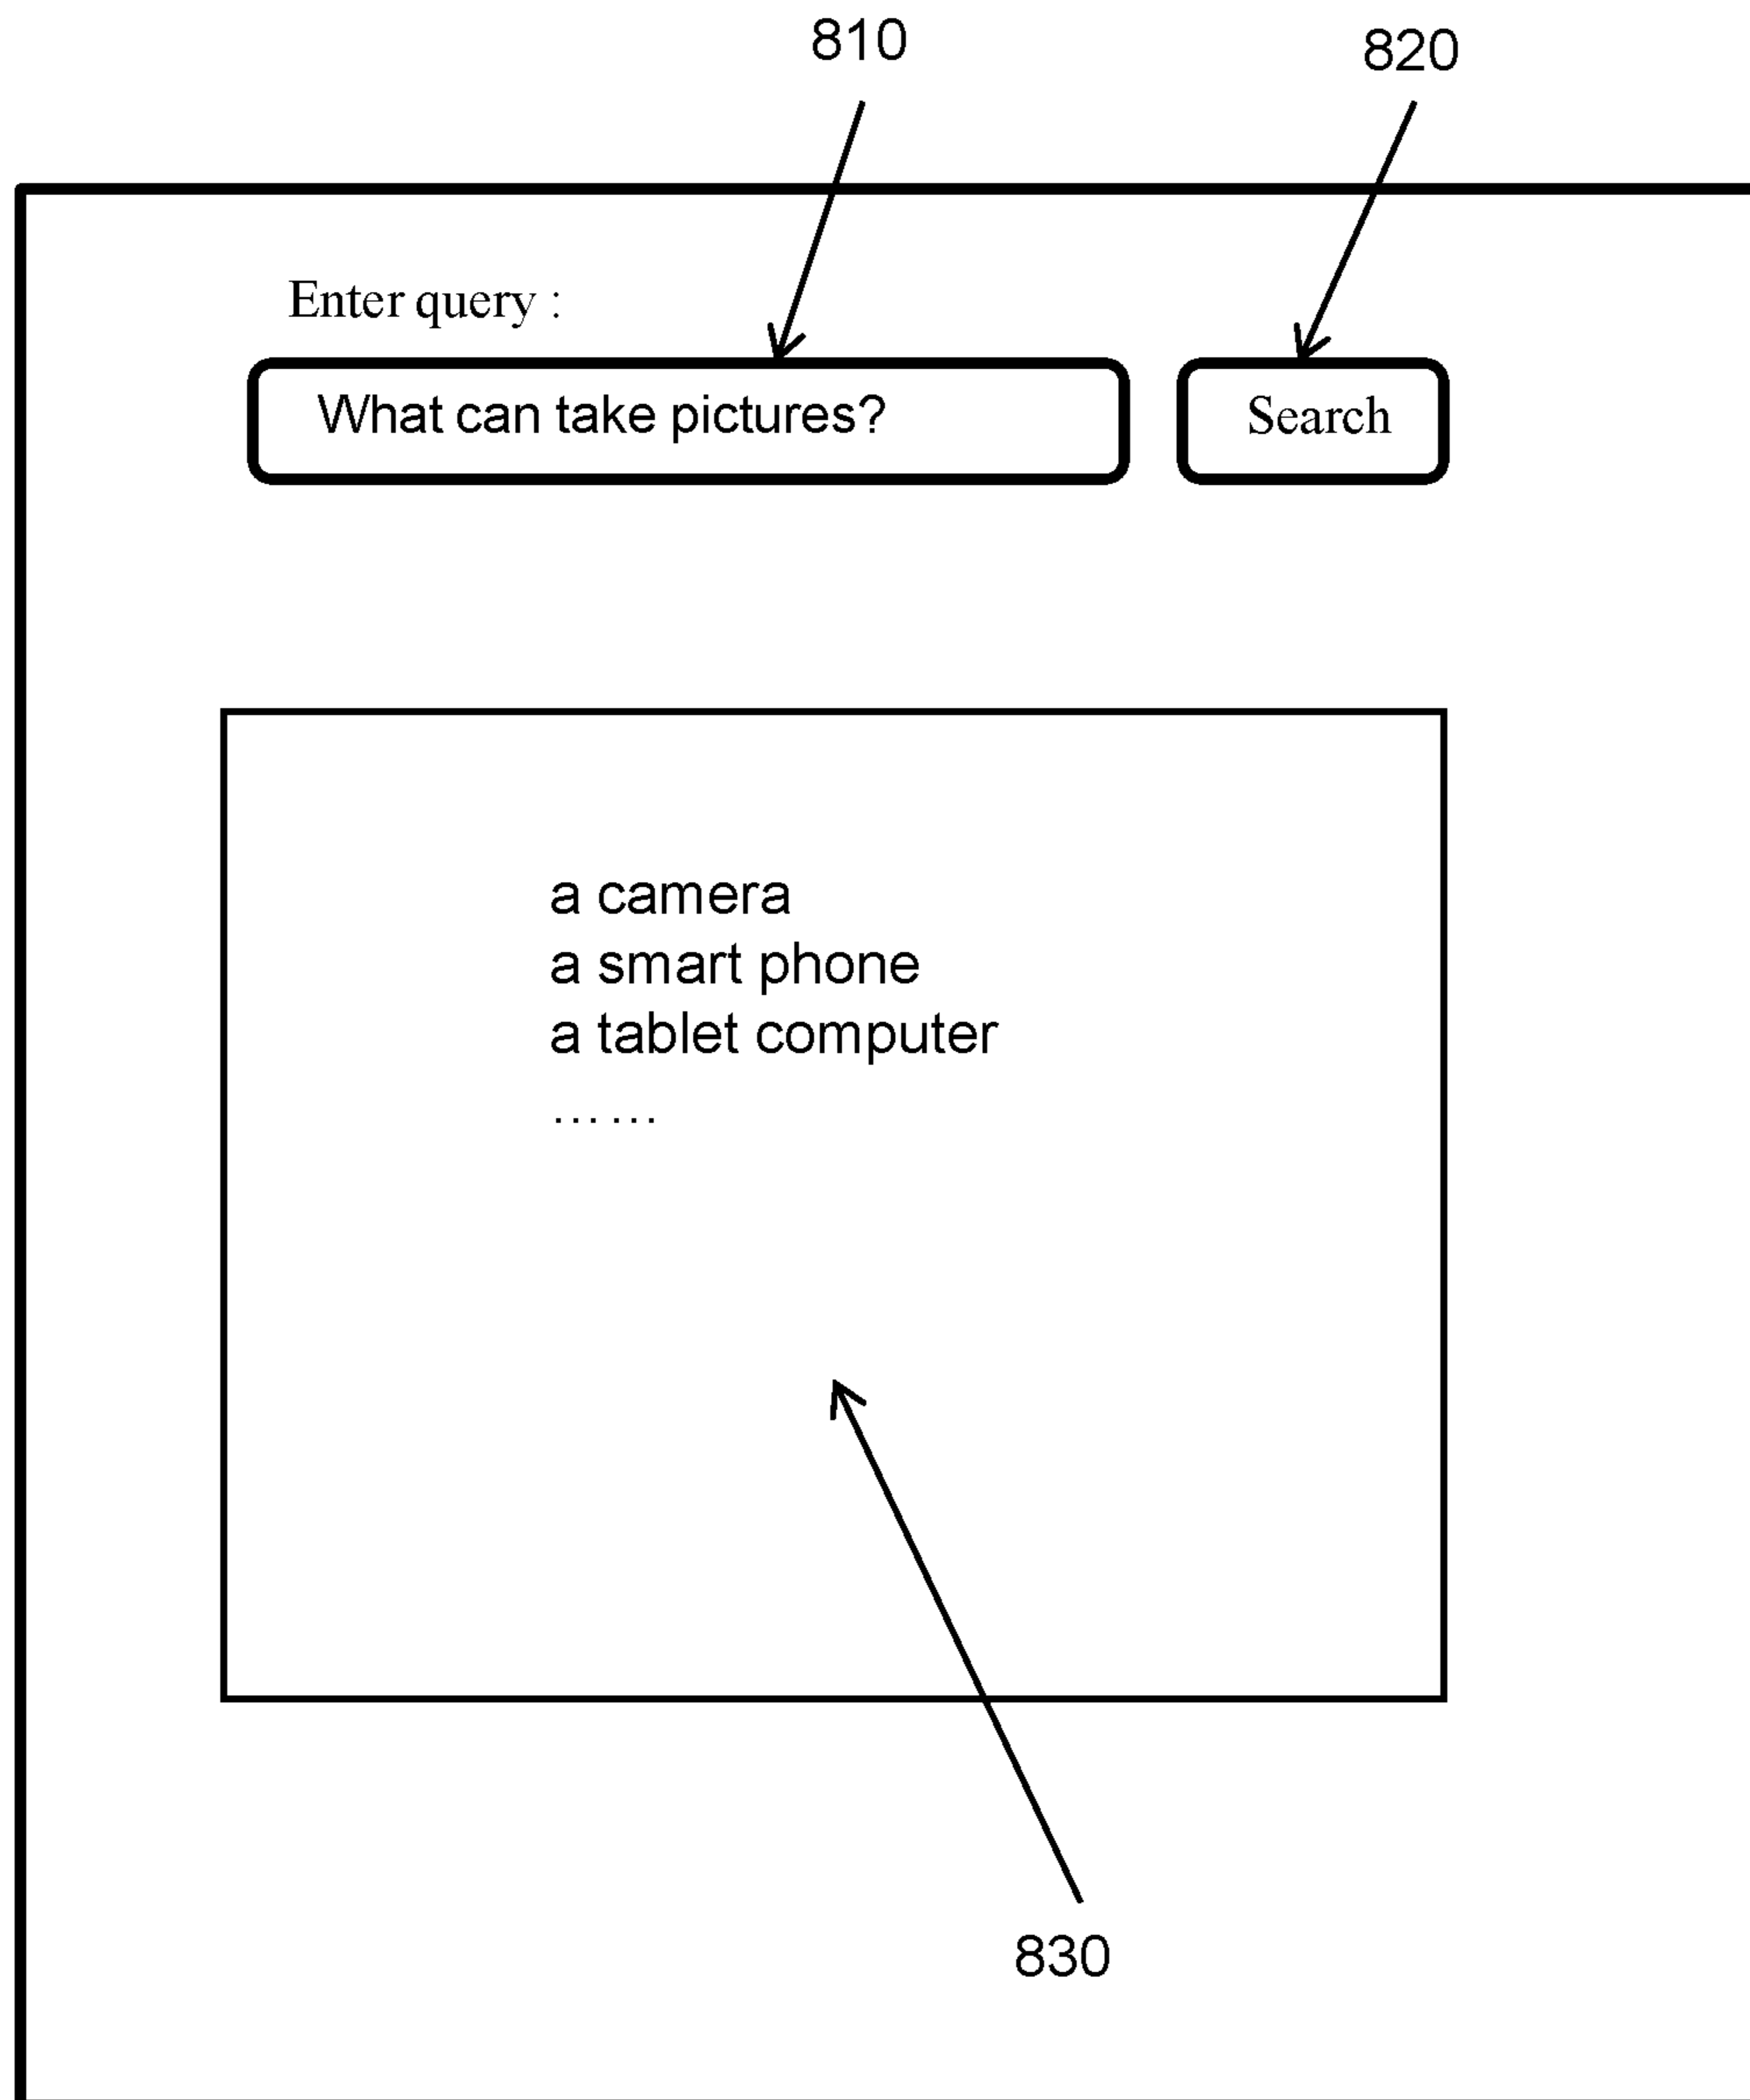 810
820
Enter query :
What can take pictures?
Search
a camera
a smart phone
a tablet computer
……
830